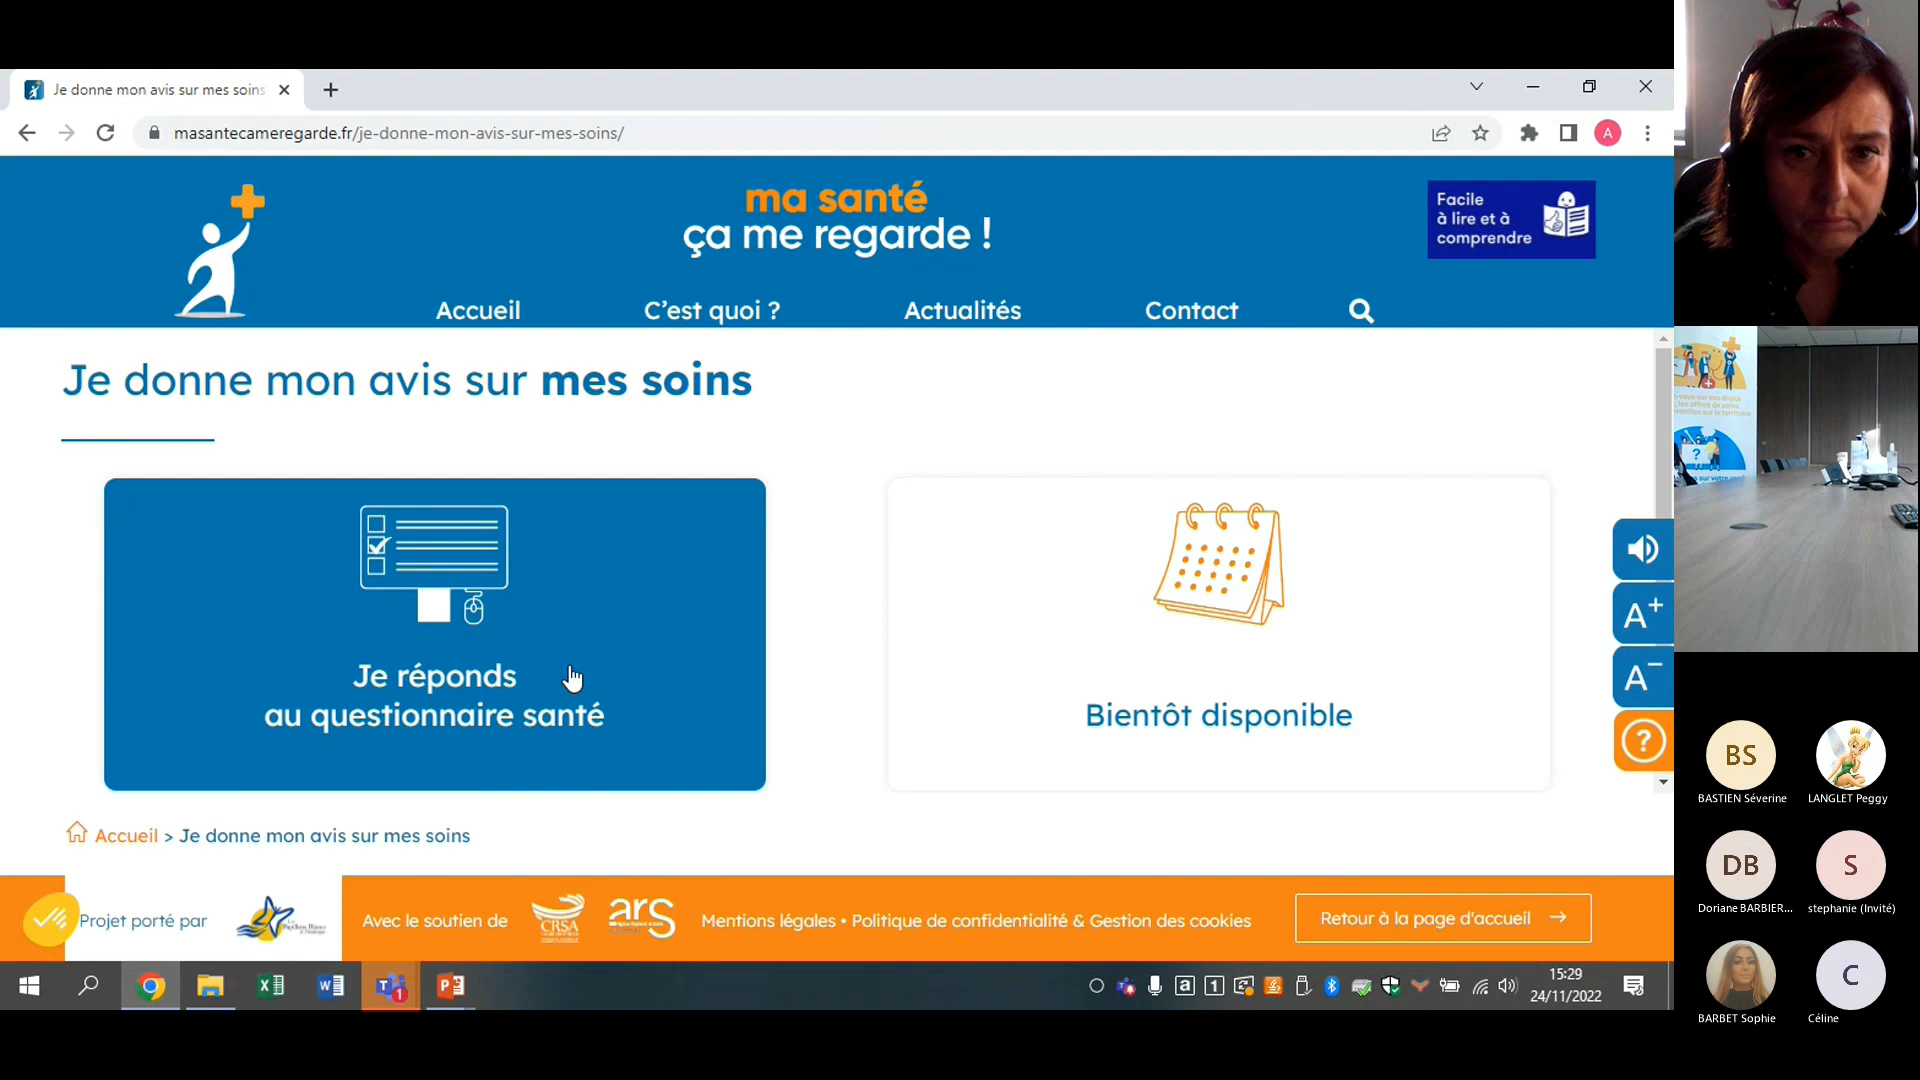 Je donne mon avis sur mes soins
masantecameregarde.fr/je-donne-mon-avis-sur-mes-soins/
A
ma santé
ça me regarde !
Facile
à lire et à
comprendre
Accueil
C’est quoi ?
Actualités
Contact
Je donne mon avis sur mes soins
Je réponds
au questionnaire santé
Bientôt disponible
A+
A-
?
Accueil > Je donne mon avis sur mes soins
Projet porté par
Papillons Blancs
Avec le soutien de
CRSA
ars
Mentions légales • Politique de confidentialité & Gestion des cookies
Retour à la page d'accueil
15:29
24/11/2022
BS
BASTIEN Séverine
LANGLET Peggy
DB
Doriane BARBIER...
S
stephanie (Invité)
BARBET Sophie
C
Céline